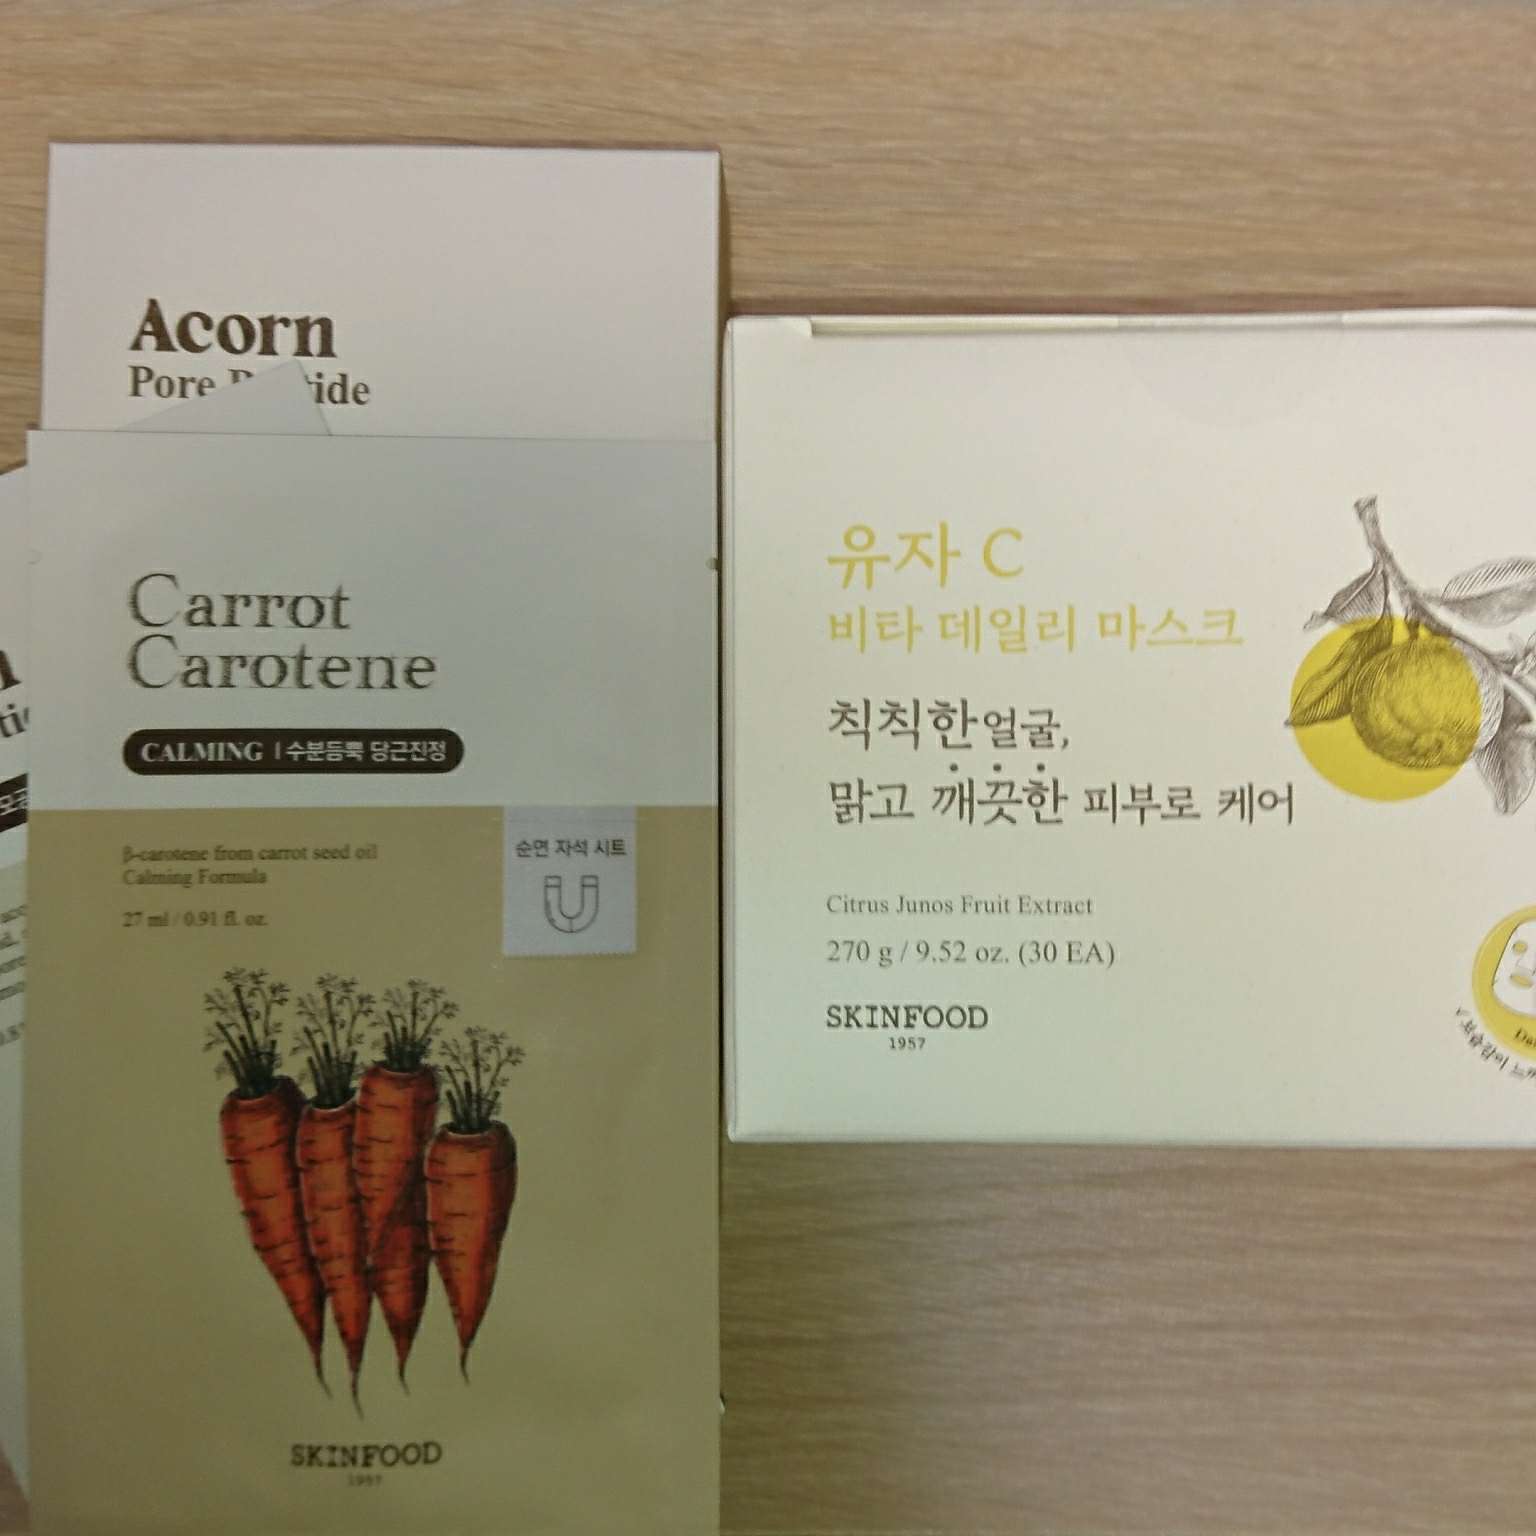 Acorn
Pore
Carrot
Carotene
CALMING | 수분듬뿍 당근진정
β-carotene from carrot seed oil
Calming Formula
27 ml / 0.91 fl. oz.
순면 자석 시트
SKINFOOD
1957
유자 C
비타 데일리 마스크
칙칙한 얼굴,
맑고 깨끗한 피부로 케어
Citrus Junos Fruit Extract
270 g / 9.52 oz. (30 EA)
SKINFOOD
1957